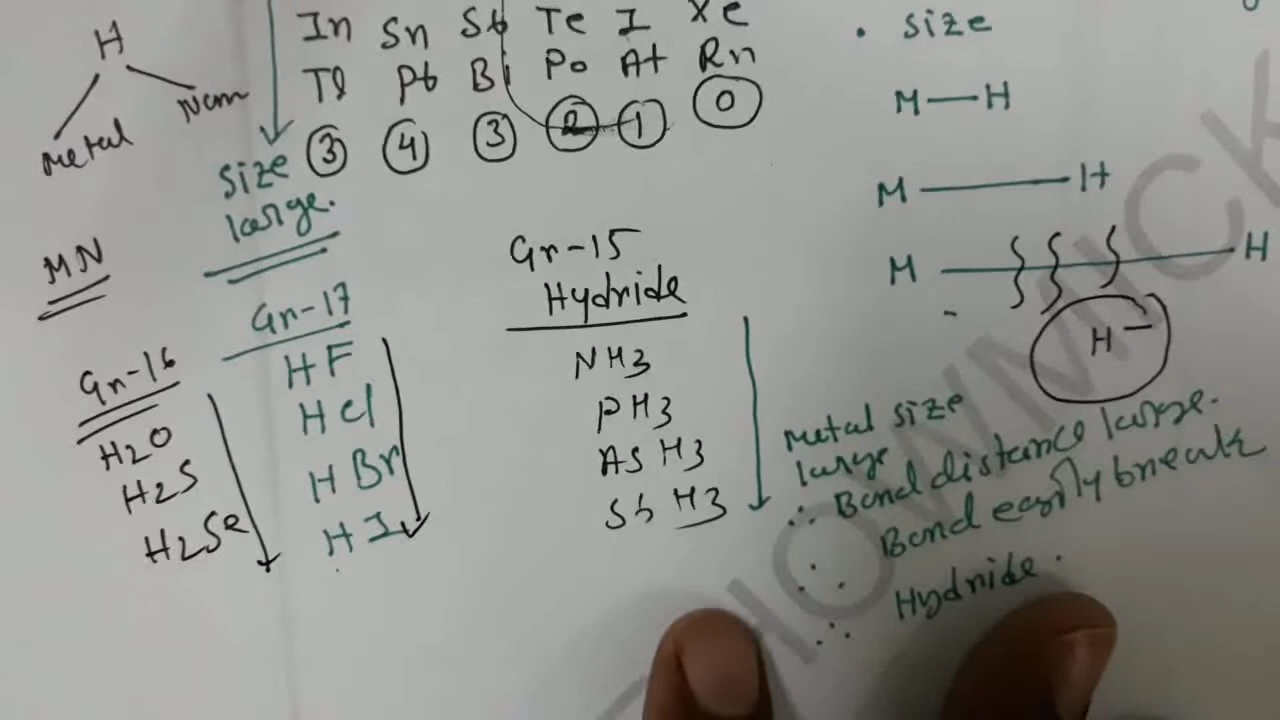 In Sn Sb Te I Xe
Tl Pb Bi Po At Rn
3 4 3 2 1 0
H
Metal
Size
large.
MN
Gr-16
H2O
H2S
H2Se
Gr-17
HF
HCl
HBr
HI
Gr-15
Hydride
NH3
PH3
AsH3
SbH3
. Size
M—H
M——H
M———H
H−
Metal size
large
∴ Bond distance large.
∴ Bond easily break
∴ Hydride.
HOWMICK